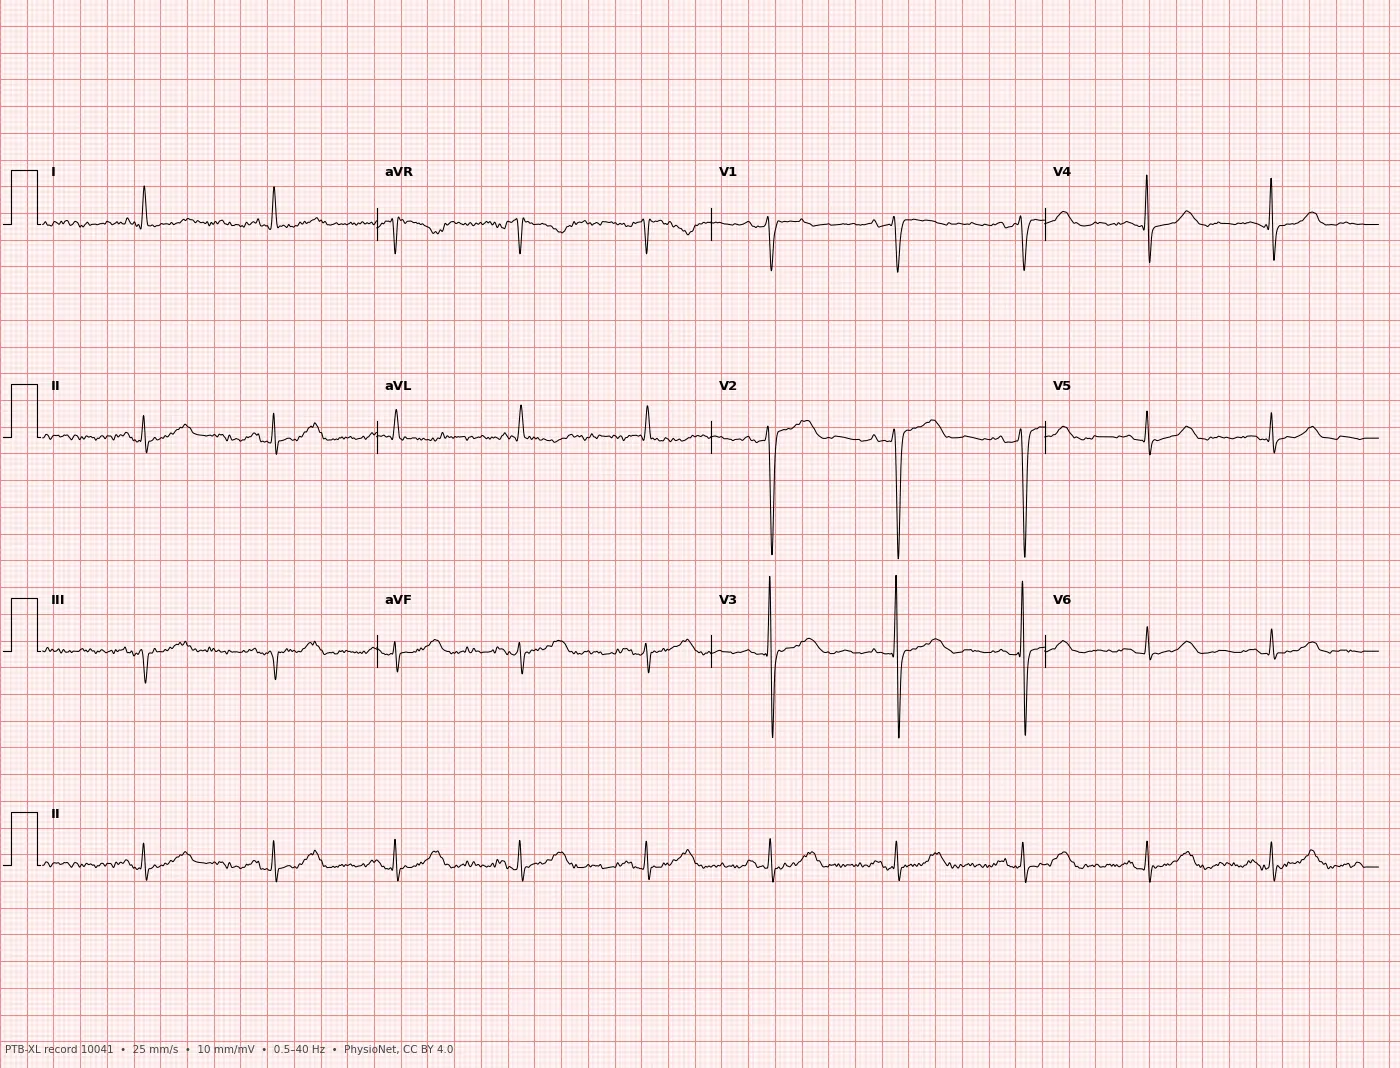 I aVR V1 V4
II aVL V2 V5
III aVF V3 V6
II
PTB-XL record 10041 • 25 mm/s • 10 mm/mV • 0.5–40 Hz • PhysioNet, CC BY 4.0